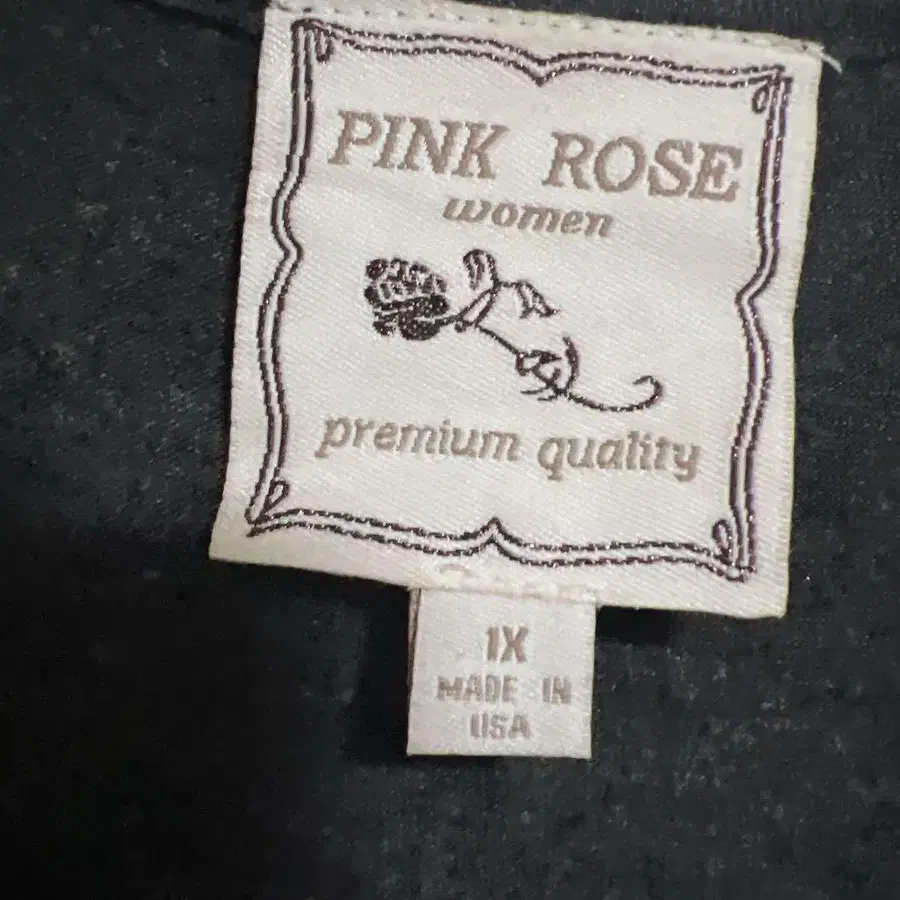 PINK ROSE
women
premium quality
1X
MADE IN
USA